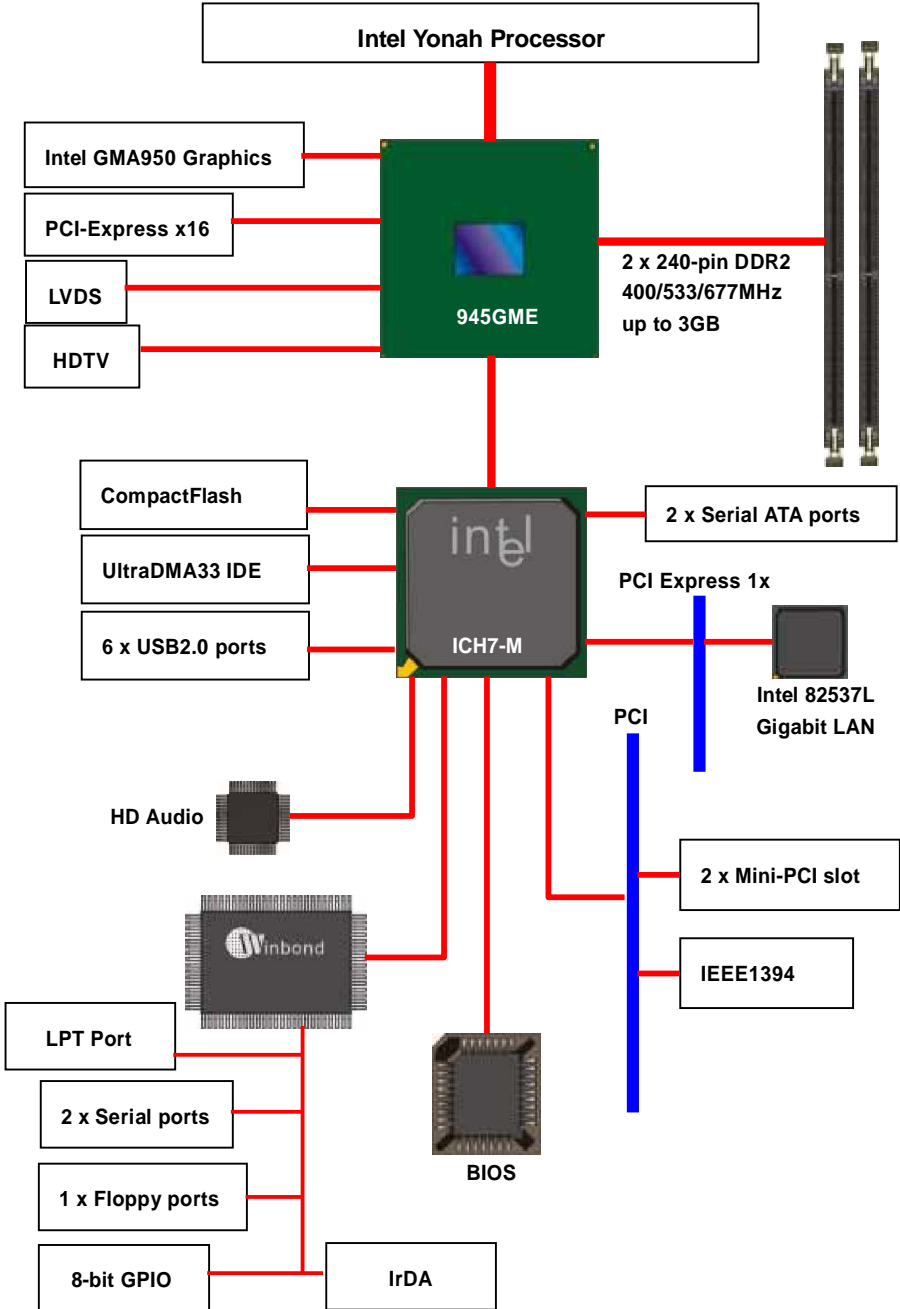 Intel Yonah Processor
Intel GMA950 Graphics
PCI-Express x16
LVDS
HDTV
945GME
2 x 240-pin DDR2
400/533/677MHz
up to 3GB
CompactFlash
UltraDMA33 IDE
6 x USB2.0 ports
intel
ICH7-M
2 x Serial ATA ports
PCI Express 1x
Intel 82537L
Gigabit LAN
PCI
HD Audio
2 x Mini-PCI slot
IEEE1394
Winbond
LPT Port
2 x Serial ports
1 x Floppy ports
8-bit GPIO
IrDA
BIOS